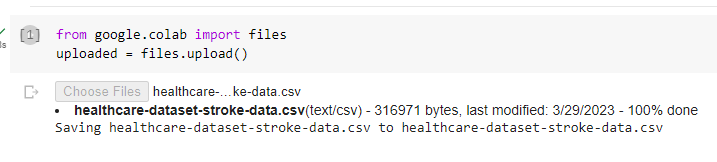 [1] from google.colab import files
uploaded = files.upload()
Choose Files healthcare-...ke-data.csv
• healthcare-dataset-stroke-data.csv(text/csv) - 316971 bytes, last modified: 3/29/2023 - 100% done
Saving healthcare-dataset-stroke-data.csv to healthcare-dataset-stroke-data.csv